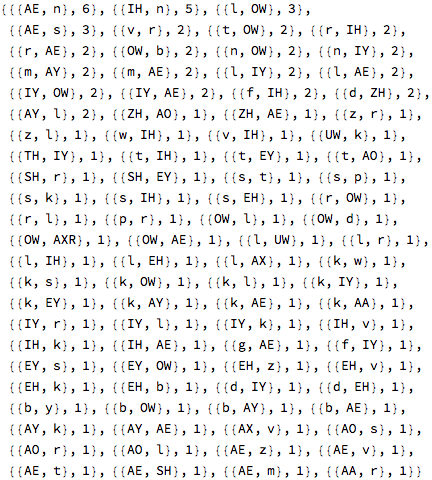 {{{AE, n}, 6}, {{IH, n}, 5}, {{l, OW}, 3},
{{AE, s}, 3}, {{v, r}, 2}, {{t, OW}, 2}, {{r, IH}, 2},
{{r, AE}, 2}, {{OW, b}, 2}, {{n, OW}, 2}, {{n, IY}, 2},
{{m, AY}, 2}, {{m, AE}, 2}, {{l, IY}, 2}, {{l, AE}, 2},
{{IY, OW}, 2}, {{IY, AE}, 2}, {{f, IH}, 2}, {{d, ZH}, 2},
{{AY, l}, 2}, {{ZH, AO}, 1}, {{ZH, AE}, 1}, {{z, r}, 1},
{{z, l}, 1}, {{w, IH}, 1}, {{v, IH}, 1}, {{UW, k}, 1},
{{TH, IY}, 1}, {{t, IH}, 1}, {{t, EY}, 1}, {{t, AO}, 1},
{{SH, r}, 1}, {{SH, EY}, 1}, {{s, t}, 1}, {{s, p}, 1},
{{s, k}, 1}, {{s, IH}, 1}, {{s, EH}, 1}, {{r, OW}, 1},
{{r, l}, 1}, {{p, r}, 1}, {{OW, l}, 1}, {{OW, d}, 1},
{{OW, AXR}, 1}, {{OW, AE}, 1}, {{l, UW}, 1}, {{l, r}, 1},
{{l, IH}, 1}, {{l, EH}, 1}, {{l, AX}, 1}, {{k, w}, 1},
{{k, s}, 1}, {{k, OW}, 1}, {{k, l}, 1}, {{k, IY}, 1},
{{k, EY}, 1}, {{k, AY}, 1}, {{k, AE}, 1}, {{k, AA}, 1},
{{IY, r}, 1}, {{IY, l}, 1}, {{IY, k}, 1}, {{IH, v}, 1},
{{IH, k}, 1}, {{IH, AE}, 1}, {{g, AE}, 1}, {{f, IY}, 1},
{{EY, s}, 1}, {{EY, OW}, 1}, {{EH, z}, 1}, {{EH, v}, 1},
{{EH, k}, 1}, {{EH, b}, 1}, {{d, IY}, 1}, {{d, EH}, 1},
{{b, y}, 1}, {{b, OW}, 1}, {{b, AY}, 1}, {{b, AE}, 1},
{{AY, k}, 1}, {{AY, AE}, 1}, {{AX, v}, 1}, {{AO, s}, 1},
{{AO, r}, 1}, {{AO, l}, 1}, {{AE, z}, 1}, {{AE, v}, 1},
{{AE, t}, 1}, {{AE, SH}, 1}, {{AE, m}, 1}, {{AA, r}, 1}}